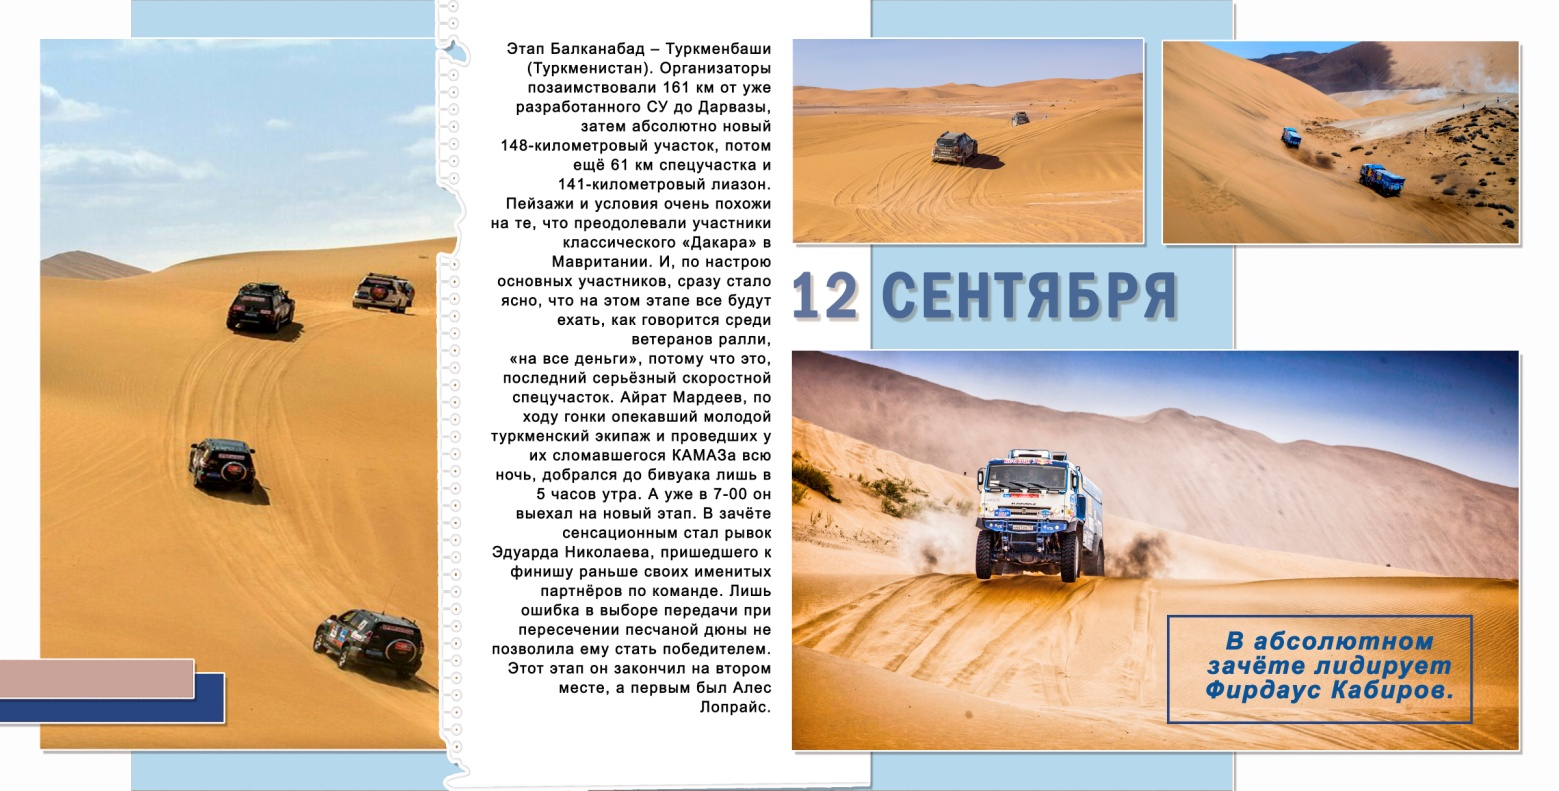 Этап Балканабад – Туркменбаши
(Туркменистан). Организаторы
позаимствовали 161 км от уже
разработанного СУ до Дарвазы,
затем абсолютно новый
148-километровый участок, потом
ещё 61 км спецучастка и
141-километровый лиазон.
Пейзажи и условия очень похожи
на те, что преодолевали участники
классического «Дакара» в
Мавритании. И, по настрою
основных участников, сразу стало
ясно, что на этом этапе все будут
ехать, как говорится среди
ветеранов ралли,
«на все деньги», потому что это,
последний серьёзный скоростной
спецучасток. Айрат Мардеев, по
ходу гонки опекавший молодой
туркменский экипаж и проведших у
их сломавшегося КАМАЗа всю
ночь, добрался до бивуака лишь в
5 часов утра. А уже в 7-00 он
выехал на новый этап. В зачёте
сенсационным стал рывок
Эдуарда Николаева, пришедшего к
финишу раньше своих именитых
партнёров по команде. Лишь
ошибка в выборе передачи при
пересечении песчаной дюны не
позволила ему стать победителем.
Этот этап он закончил на втором
месте, а первым был Алес
Лопрайс.
12 СЕНТЯБРЯ
В абсолютном
зачёте лидирует
Фирдаус Кабиров.